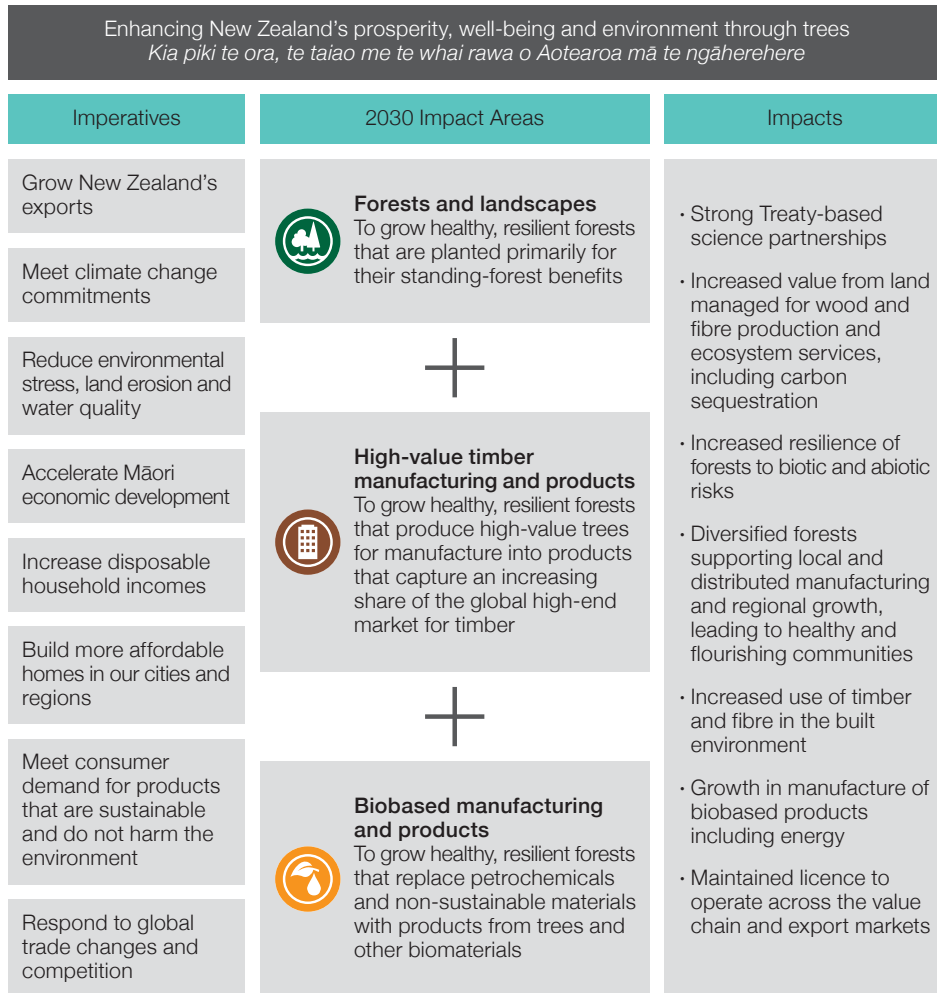 Enhancing New Zealand's prosperity, well-being and environment through trees
Kia piki te ora, te taiao me te whai rawa o Aotearoa mā te ngāherehere
Imperatives
Grow New Zealand's
exports
Meet climate change
commitments
Reduce environmental
stress, land erosion and
water quality
Accelerate Māori
economic development
Increase disposable
household incomes
Build more affordable
homes in our cities and
regions
Meet consumer
demand for products
that are sustainable
and do not harm the
environment
Respond to global
trade changes and
competition
2030 Impact Areas
Forests and landscapes
To grow healthy, resilient forests
that are planted primarily for
their standing-forest benefits
+
High-value timber
manufacturing and products
To grow healthy, resilient forests
that produce high-value trees
for manufacture into products
that capture an increasing
share of the global high-end
market for timber
+
Biobased manufacturing
and products
To grow healthy, resilient forests
that replace petrochemicals
and non-sustainable materials
with products from trees and
other biomaterials
Impacts
· Strong Treaty-based
science partnerships
· Increased value from land
managed for wood and
fibre production and
ecosystem services,
including carbon
sequestration
· Increased resilience of
forests to biotic and abiotic
risks
· Diversified forests
supporting local and
distributed manufacturing
and regional growth,
leading to healthy and
flourishing communities
· Increased use of timber
and fibre in the built
environment
· Growth in manufacture of
biobased products
including energy
· Maintained licence to
operate across the value
chain and export markets